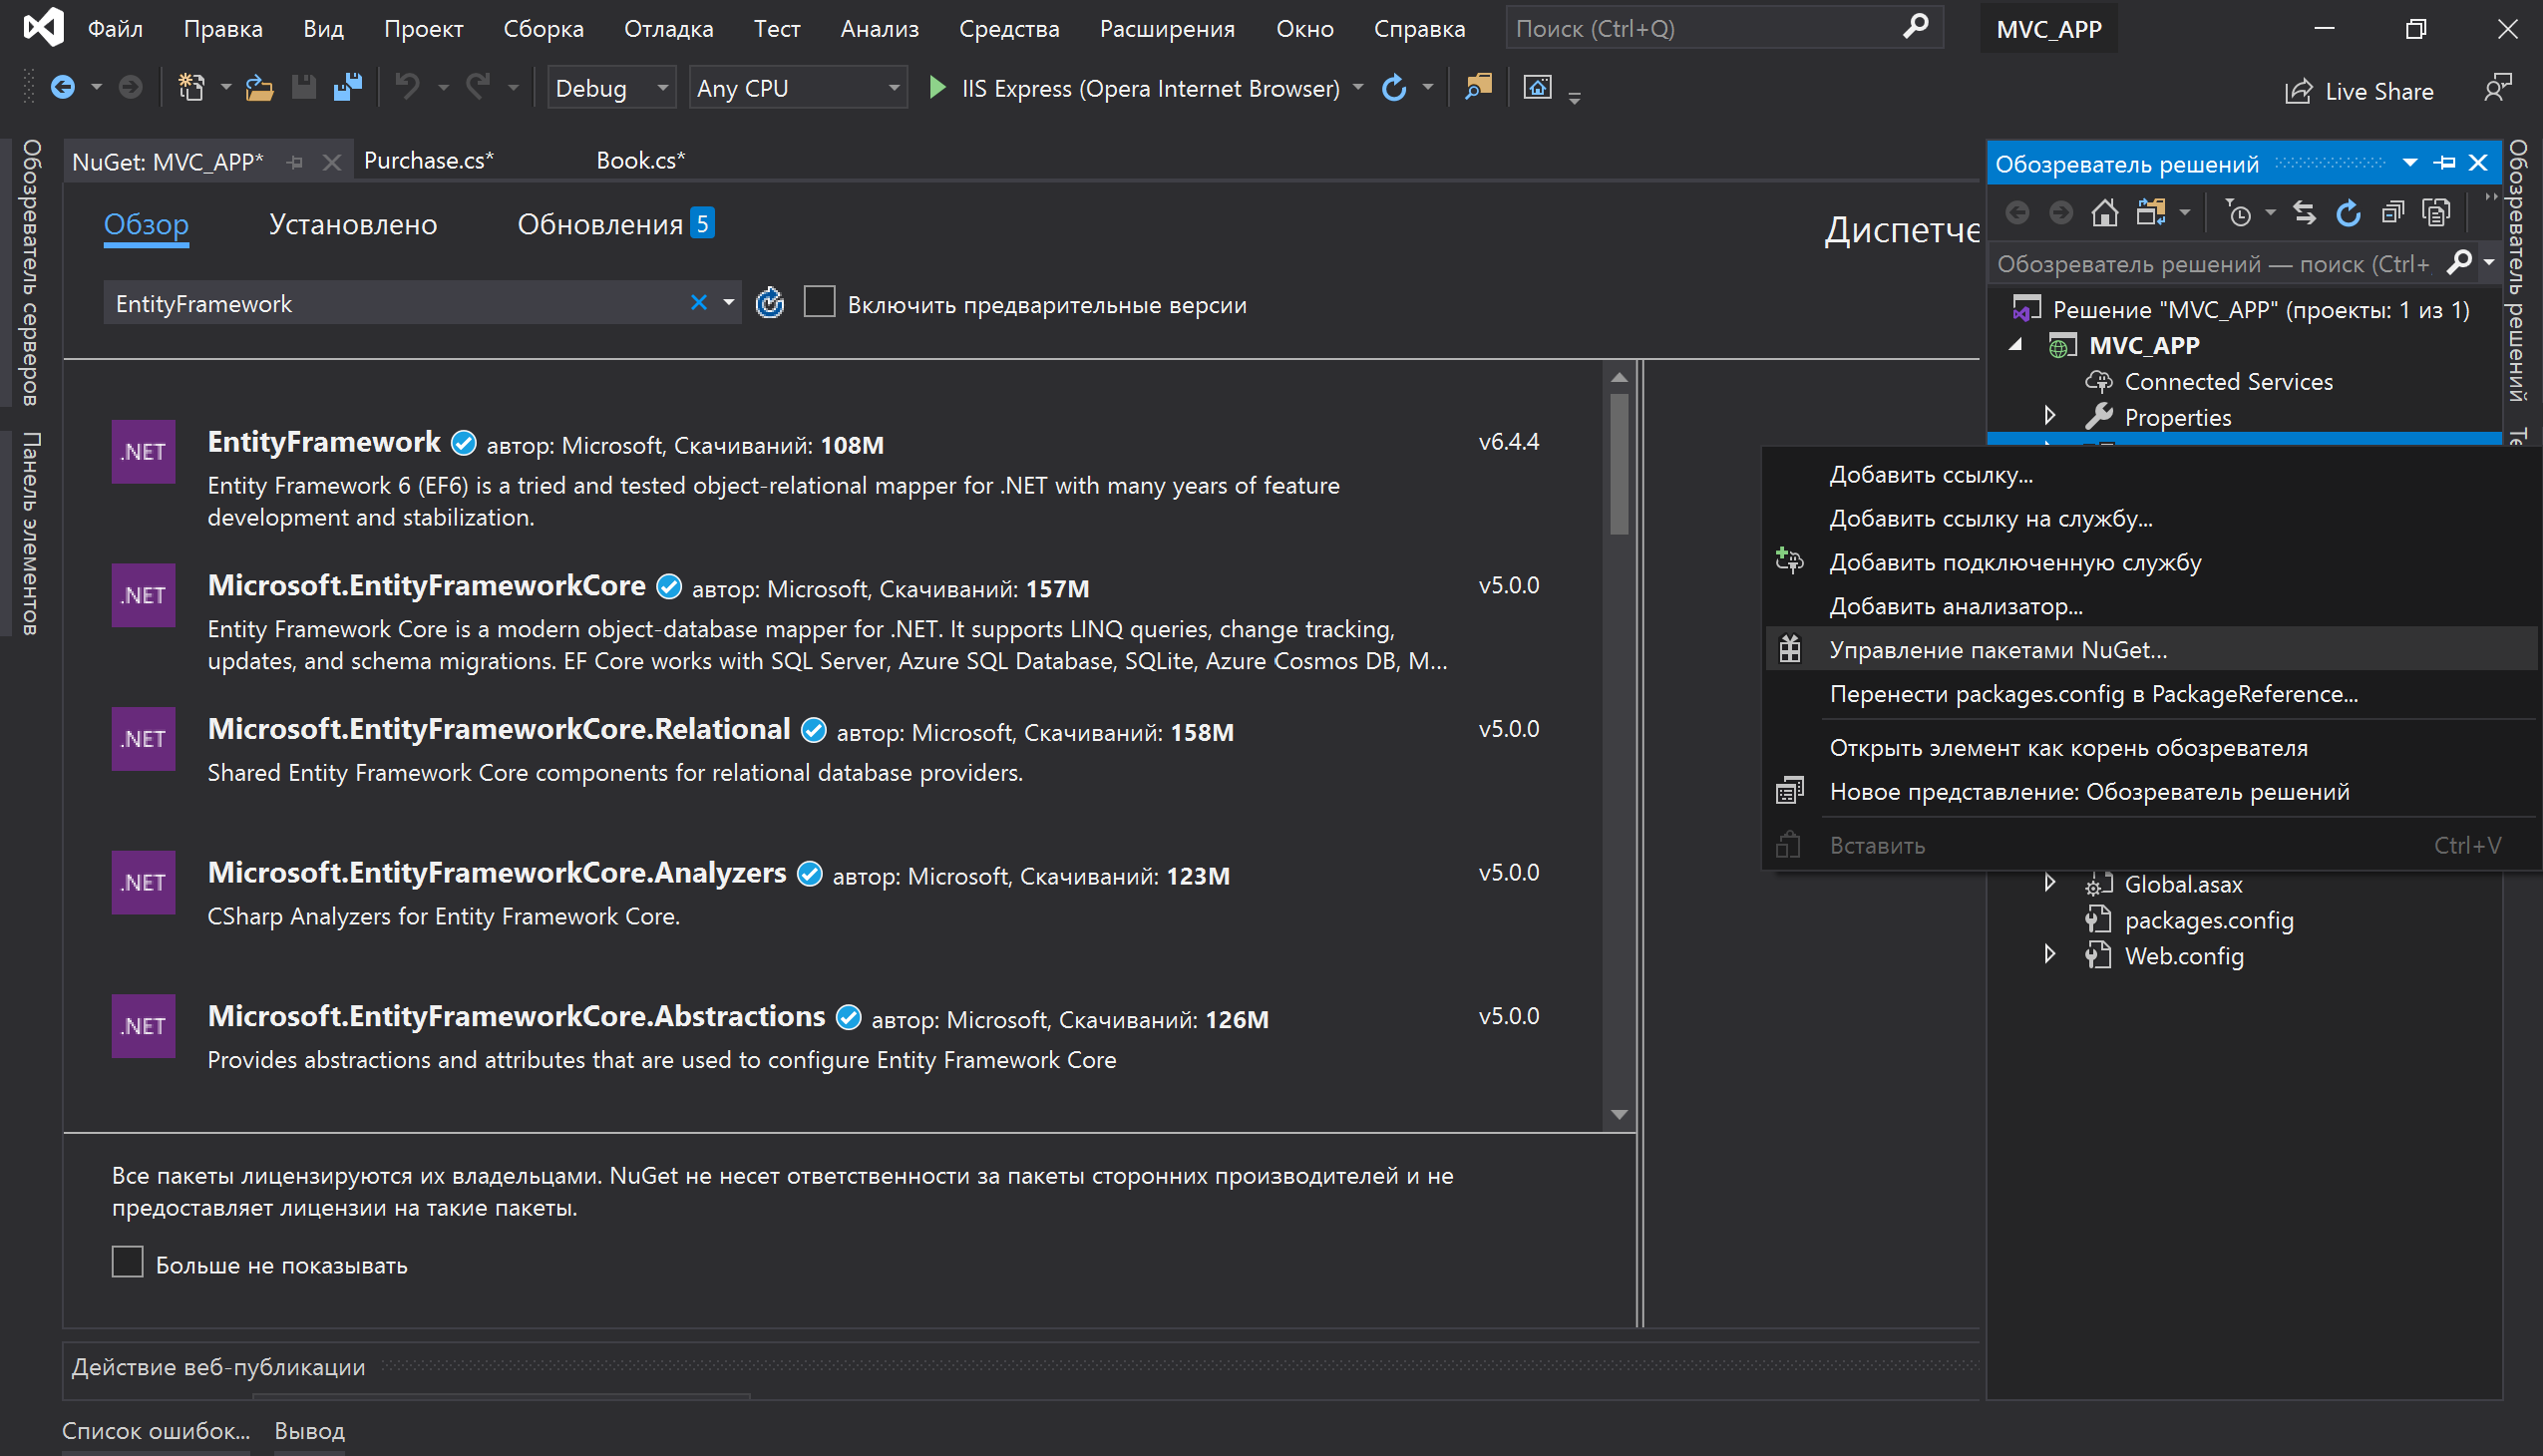 Файл Правка Вид Проект Сборка Отладка Тест Анализ Средства Расширения Окно Справка Поиск (Ctrl+Q) MVC_APP
Debug Any CPU IIS Express (Opera Internet Browser) Live Share
Обозреватель серверов
Панель элементов
NuGet: MVC_APP* Purchase.cs* Book.cs*
Обзор Установлено Обновления 5
Диспетче
EntityFramework Включить предварительные версии
.NET EntityFramework автор: Microsoft, Скачиваний: 108M v6.4.4
Entity Framework 6 (EF6) is a tried and tested object-relational mapper for .NET with many years of feature
development and stabilization.
.NET Microsoft.EntityFrameworkCore автор: Microsoft, Скачиваний: 157M v5.0.0
Entity Framework Core is a modern object-database mapper for .NET. It supports LINQ queries, change tracking,
updates, and schema migrations. EF Core works with SQL Server, Azure SQL Database, SQLite, Azure Cosmos DB, M...
.NET Microsoft.EntityFrameworkCore.Relational автор: Microsoft, Скачиваний: 158M v5.0.0
Shared Entity Framework Core components for relational database providers.
.NET Microsoft.EntityFrameworkCore.Analyzers автор: Microsoft, Скачиваний: 123M v5.0.0
CSharp Analyzers for Entity Framework Core.
.NET Microsoft.EntityFrameworkCore.Abstractions автор: Microsoft, Скачиваний: 126M v5.0.0
Provides abstractions and attributes that are used to configure Entity Framework Core
Все пакеты лицензируются их владельцами. NuGet не несет ответственности за пакеты сторонних производителей и не
предоставляет лицензии на такие пакеты.
Больше не показывать
Действие веб-публикации
Список ошибок... Вывод
Обозреватель решений
Обозреватель решений — поиск (Ctrl+
Решение "MVC_APP" (проекты: 1 из 1)
MVC_APP
Connected Services
Properties
Добавить ссылку...
Добавить ссылку на службу...
Добавить подключенную службу
Добавить анализатор...
Управление пакетами NuGet...
Перенести packages.config в PackageReference...
Открыть элемент как корень обозревателя
Новое представление: Обозреватель решений
Вставить Ctrl+V
Global.asax
packages.config
Web.config
Обозреватель решений
Те